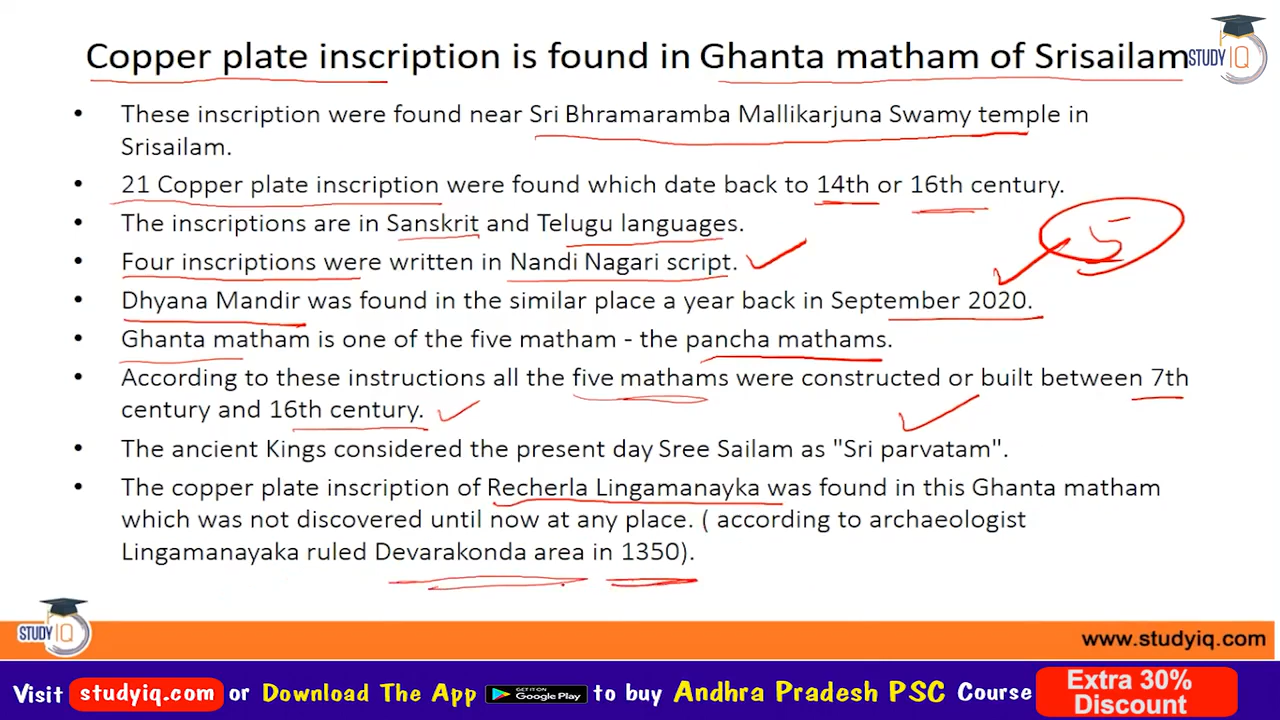 Copper plate inscription is found in Ghanta matham of Srisailam
STUDY IQ
• These inscription were found near Sri Bhramaramba Mallikarjuna Swamy temple in
Srisailam.
• 21 Copper plate inscription were found which date back to 14th or 16th century.
• The inscriptions are in Sanskrit and Telugu languages.
5
• Four inscriptions were written in Nandi Nagari script.
• Dhyana Mandir was found in the similar place a year back in September 2020.
• Ghanta matham is one of the five matham - the pancha mathams.
• According to these instructions all the five mathams were constructed or built between 7th
century and 16th century.
• The ancient Kings considered the present day Sree Sailam as "Sri parvatam".
• The copper plate inscription of Recherla Lingamanayka was found in this Ghanta matham
which was not discovered until now at any place. ( according to archaeologist
Lingamanayaka ruled Devarakonda area in 1350).
STUDY IQ
www.studyiq.com
Visit studyiq.com or Download The App GET IT ON Google Play to buy Andhra Pradesh PSC Course Extra 30%
Discount